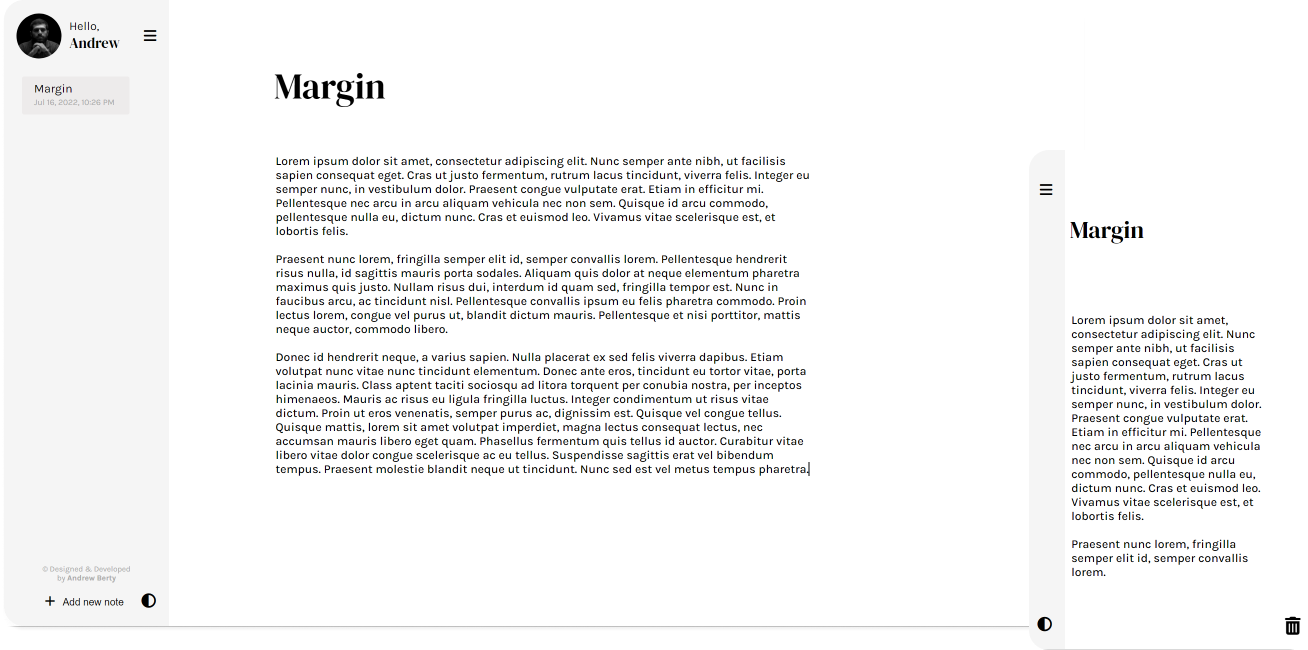 Hello,
Andrew
Margin
Jul 16, 2022, 10:26 PM
© Designed & Developed
by Andrew Berty
+ Add new note
Margin
Lorem ipsum dolor sit amet, consectetur adipiscing elit. Nunc semper ante nibh, ut facilisis
sapien consequat eget. Cras ut justo fermentum, rutrum lacus tincidunt, viverra felis. Integer eu
semper nunc, in vestibulum dolor. Praesent congue vulputate erat. Etiam in efficitur mi.
Pellentesque nec arcu in arcu aliquam vehicula nec non sem. Quisque id arcu commodo,
pellentesque nulla eu, dictum nunc. Cras et euismod leo. Vivamus vitae scelerisque est, et
lobortis felis.
Praesent nunc lorem, fringilla semper elit id, semper convallis lorem. Pellentesque hendrerit
risus nulla, id sagittis mauris porta sodales. Aliquam quis dolor at neque elementum pharetra
maximus quis justo. Nullam risus dui, interdum id quam sed, fringilla tempor est. Nunc in
faucibus arcu, ac tincidunt nisl. Pellentesque convallis ipsum eu felis pharetra commodo. Proin
lectus lorem, congue vel purus ut, blandit dictum mauris. Pellentesque et nisi porttitor, mattis
neque auctor, commodo libero.
Donec id hendrerit neque, a varius sapien. Nulla placerat ex sed felis viverra dapibus. Etiam
volutpat nunc vitae nunc tincidunt elementum. Donec ante eros, tincidunt eu tortor vitae, porta
lacinia mauris. Class aptent taciti sociosqu ad litora torquent per conubia nostra, per inceptos
himenaeos. Mauris ac risus eu ligula fringilla luctus. Integer condimentum ut risus vitae
dictum. Proin ut eros venenatis, semper purus ac, dignissim est. Quisque vel congue tellus.
Quisque mattis, lorem sit amet volutpat imperdiet, magna lectus consequat lectus, nec
accumsan mauris libero eget quam. Phasellus fermentum quis tellus id auctor. Curabitur vitae
libero vitae dolor congue scelerisque ac eu tellus. Suspendisse sagittis erat vel bibendum
tempus. Praesent molestie blandit neque ut tincidunt. Nunc sed est vel metus tempus pharetra.
Margin
Lorem ipsum dolor sit amet,
consectetur adipiscing elit. Nunc
semper ante nibh, ut facilisis
sapien consequat eget. Cras ut
justo fermentum, rutrum lacus
tincidunt, viverra felis. Integer eu
semper nunc, in vestibulum dolor.
Praesent congue vulputate erat.
Etiam in efficitur mi. Pellentesque
nec arcu in arcu aliquam vehicula
nec non sem. Quisque id arcu
commodo, pellentesque nulla eu,
dictum nunc. Cras et euismod leo.
Vivamus vitae scelerisque est, et
lobortis felis.
Praesent nunc lorem, fringilla
semper elit id, semper convallis
lorem.